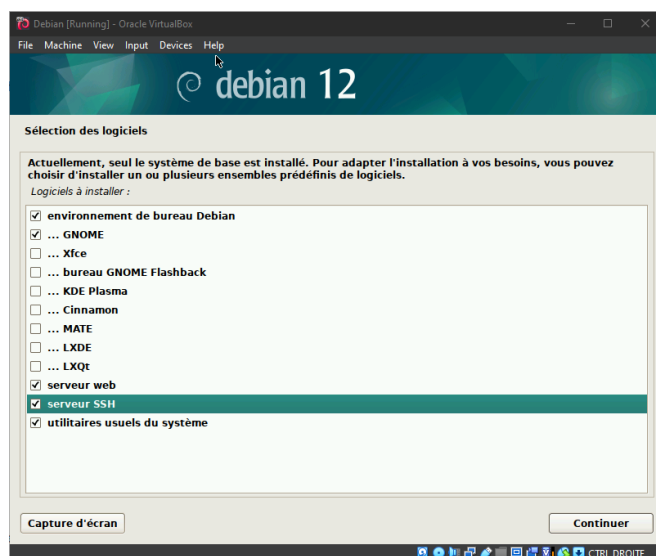 Debian [Running] - Oracle VirtualBox
File Machine View Input Devices Help
debian 12
Sélection des logiciels
Actuellement, seul le système de base est installé. Pour adapter l'installation à vos besoins, vous pouvez
choisir d'installer un ou plusieurs ensembles prédéfinis de logiciels.
Logiciels à installer :
environnement de bureau Debian
... GNOME
... Xfce
... bureau GNOME Flashback
... KDE Plasma
... Cinnamon
... MATE
... LXDE
... LXQt
serveur web
serveur SSH
utilitaires usuels du système
Capture d'écran
Continuer
CTRL DROITE